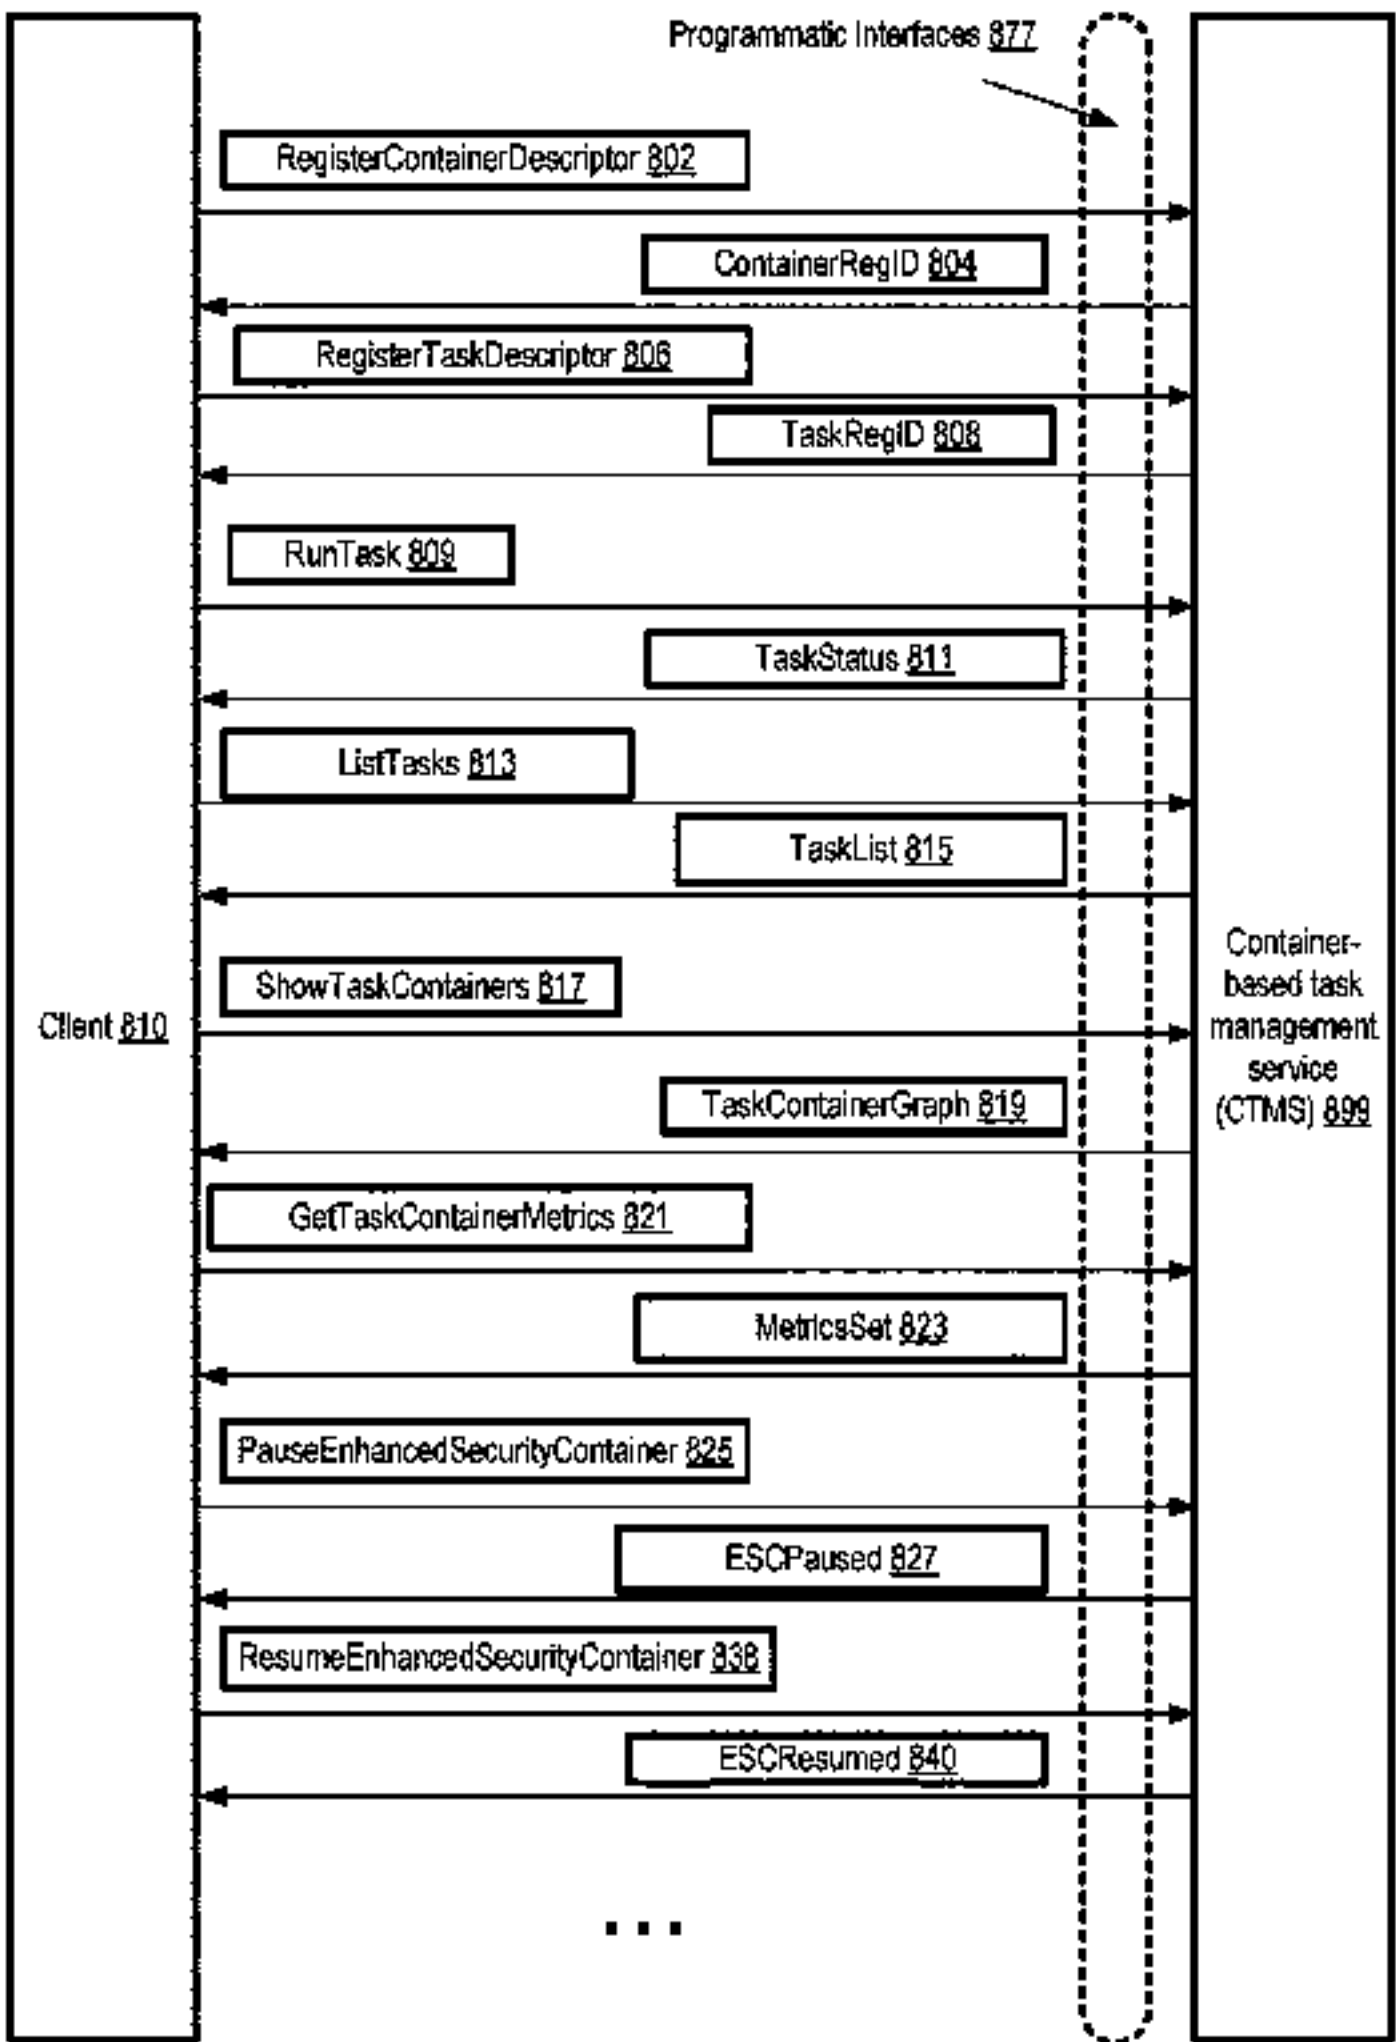 Programmatic Interfaces 877
RegisterContainerDescriptor 802
ContainerRegID 804
RegisterTaskDescriptor 806
TaskRegID 808
RunTask 809
TaskStatus 811
ListTasks 813
TaskList 815
ShowTaskContainers 817
Client 810
Container-
based task
management
service
(CTMS) 899
TaskContainerGraph 819
GetTaskContainerMetrics 821
MetricsSet 823
PauseEnhancedSecurityContainer 825
ESCPaused 827
ResumeEnhancedSecurityContainer 838
ESCResumed 840
...